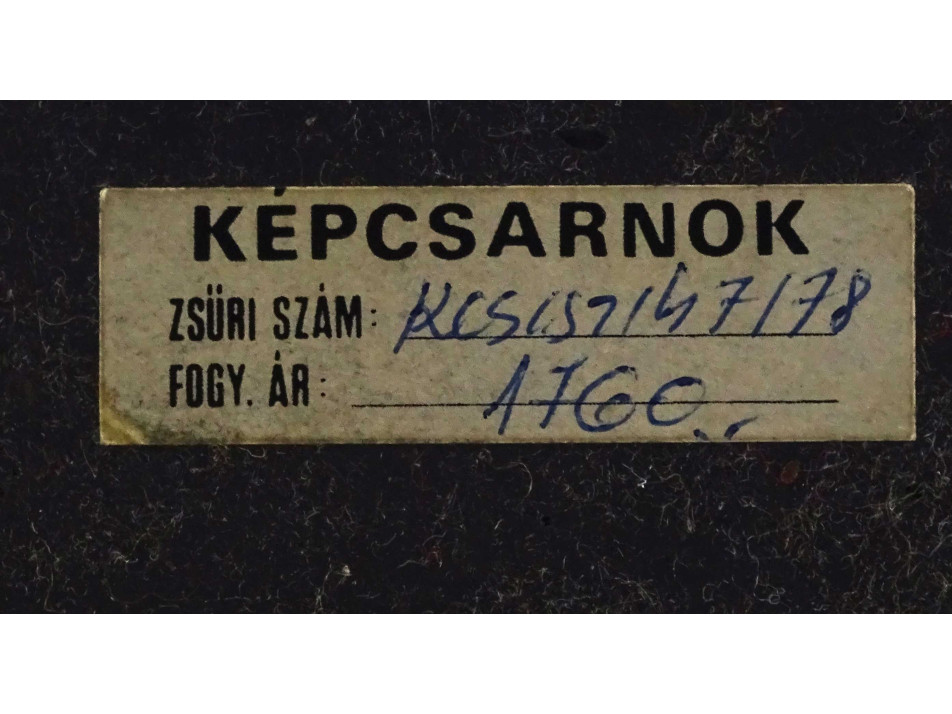 KÉPCSARNOK
ZSÜRI SZÁM:
FOGY. ÁR: 1760